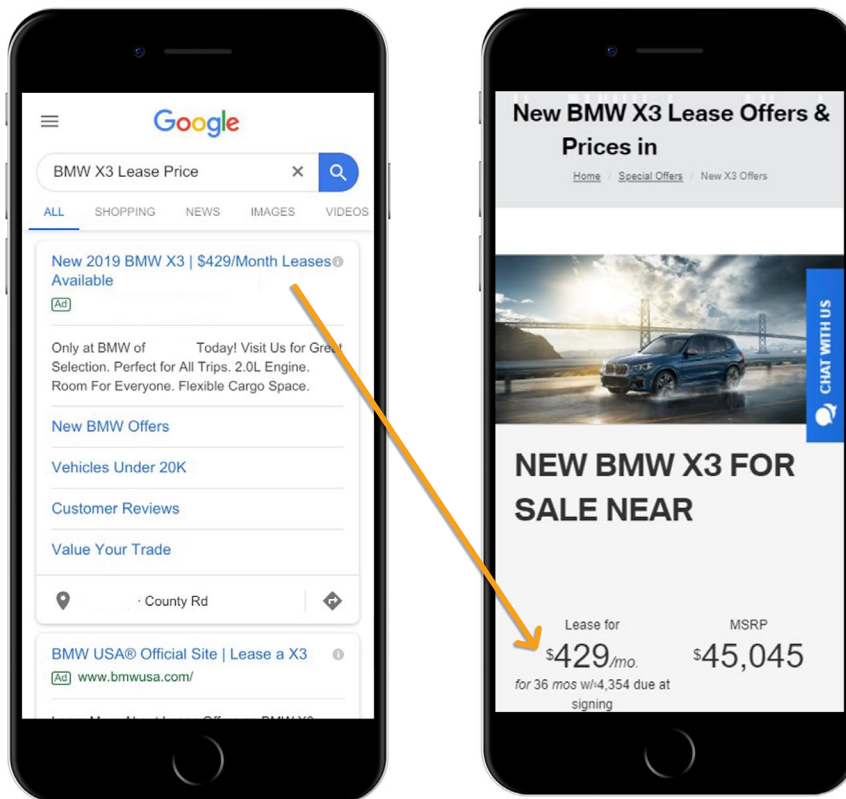 Google
BMW X3 Lease Price
ALL SHOPPING NEWS IMAGES VIDEOS
New 2019 BMW X3 | $429/Month Leases
Available
Ad
Only at BMW of Today! Visit Us for Great
Selection. Perfect for All Trips. 2.0L Engine.
Room For Everyone. Flexible Cargo Space.
New BMW Offers
Vehicles Under 20K
Customer Reviews
Value Your Trade
· County Rd
BMW USA® Official Site | Lease a X3
Ad www.bmwusa.com/
New BMW X3 Lease Offers &
Prices in
Home / Special Offers / New X3 Offers
CHAT WITH US
NEW BMW X3 FOR
SALE NEAR
Lease for
$429/mo.
for 36 mos w/$4,354 due at
signing
MSRP
$45,045